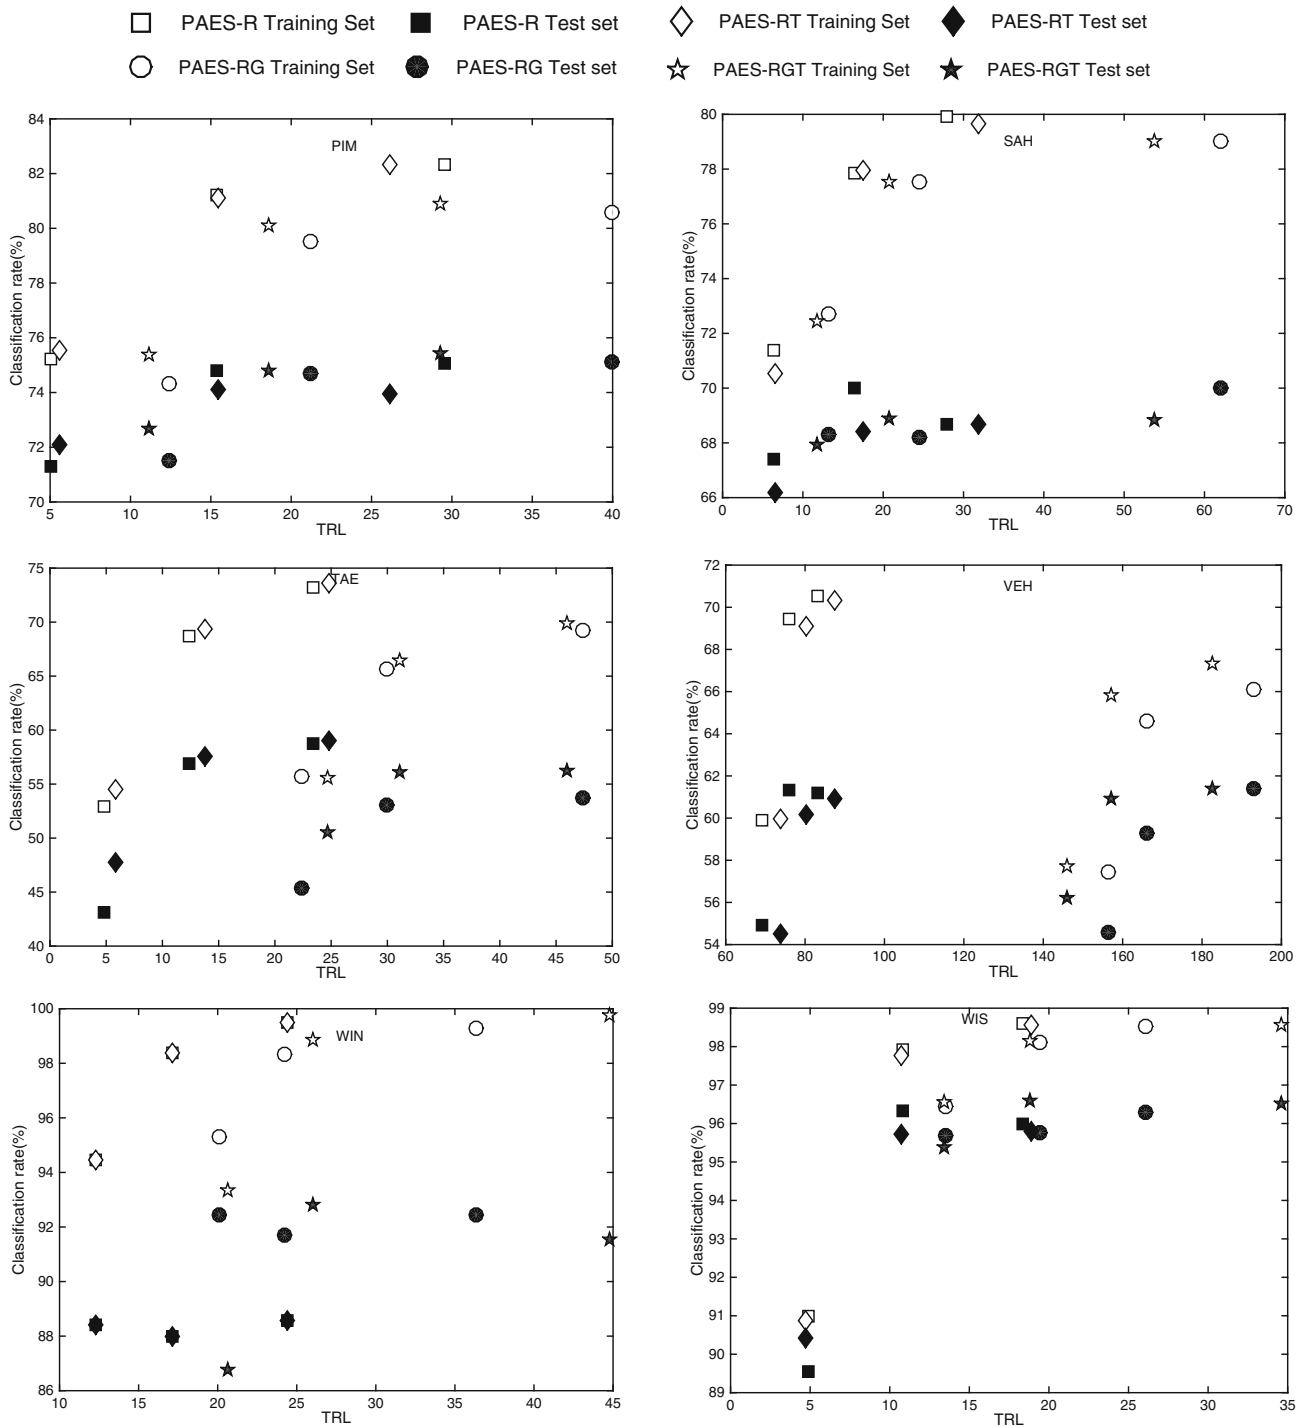 PAES-R Training Set PAES-R Test set PAES-RT Training Set PAES-RT Test set
PAES-RG Training Set PAES-RG Test set PAES-RGT Training Set PAES-RGT Test set
PIM
Classification rate(%)
84
82
80
78
76
74
72
70
5 10 15 20 25 30 35 40
TRL
SAH
Classification rate(%)
80
78
76
74
72
70
68
66
0 10 20 30 40 50 60 70
TRL
TAE
Classification rate(%)
75
70
65
60
55
50
45
40
0 5 10 15 20 25 30 35 40 45 50
TRL
VEH
Classification rate(%)
72
70
68
66
64
62
60
58
56
54
60 80 100 120 140 160 180 200
TRL
WIN
Classification rate(%)
100
98
96
94
92
90
88
86
10 15 20 25 30 35 40 45
TRL
WIS
Classification rate(%)
99
98
97
96
95
94
93
92
91
90
89
0 5 10 15 20 25 30 35
TRL